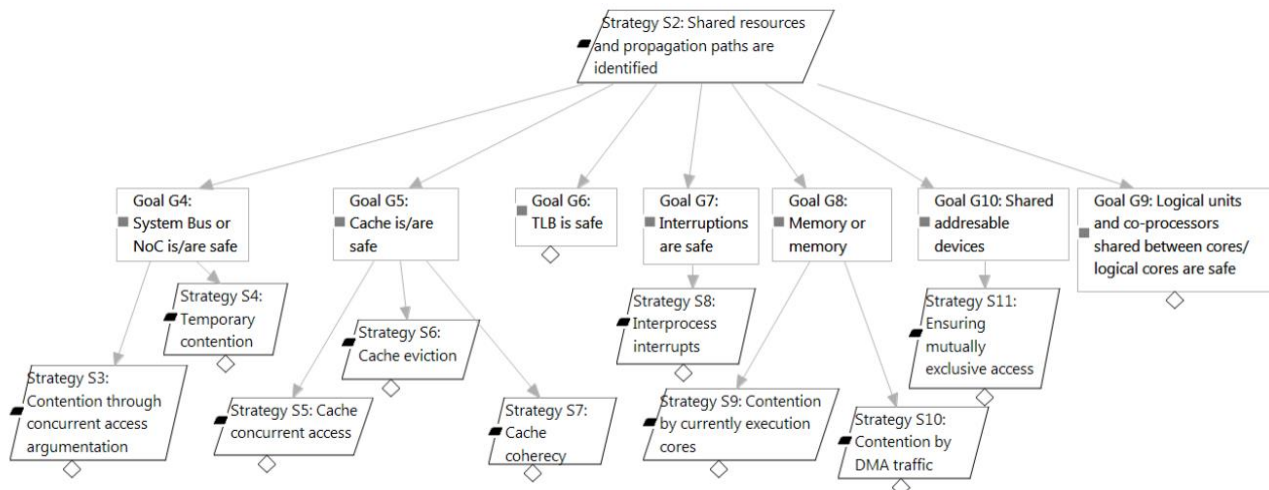 Strategy S2: Shared resources
and propagation paths are
identified
Goal G4:
System Bus or
NoC is/are safe
Goal G5:
Cache is/are
safe
Goal G6:
TLB is safe
Goal G7:
Interruptions
are safe
Goal G8:
Memory or
memory
Goal G10: Shared
addresable
devices
Goal G9: Logical units
and co-processors
shared between cores/
logical cores are safe
Strategy S4:
Temporary
contention
Strategy S6:
Cache eviction
Strategy S8:
Interprocess
interrupts
Strategy S11:
Ensuring
mutually
exclusive access
Strategy S3:
Contention through
concurrent access
argumentation
Strategy S5: Cache
concurrent access
Strategy S7:
Cache
coherecy
Strategy S9: Contention
by currently execution
cores
Strategy S10:
Contention by
DMA traffic